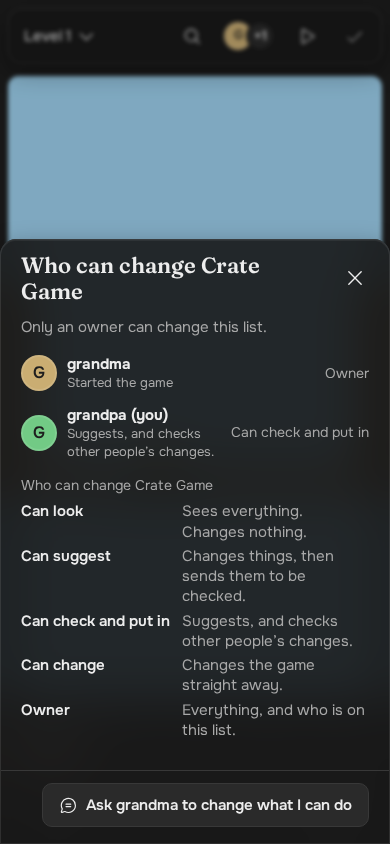 Level 1
G
+1
Who can change Crate
Game
Only an owner can change this list.
G
grandma
Started the game
Owner
G
grandpa (you)
Suggests, and checks
other people's changes.
Can check and put in
Who can change Crate Game
Can look
Sees everything.
Changes nothing.
Can suggest
Changes things, then
sends them to be
checked.
Can check and put in
Suggests, and checks
other people's changes.
Can change
Changes the game
straight away.
Owner
Everything, and who is on
this list.
Ask grandma to change what I can do